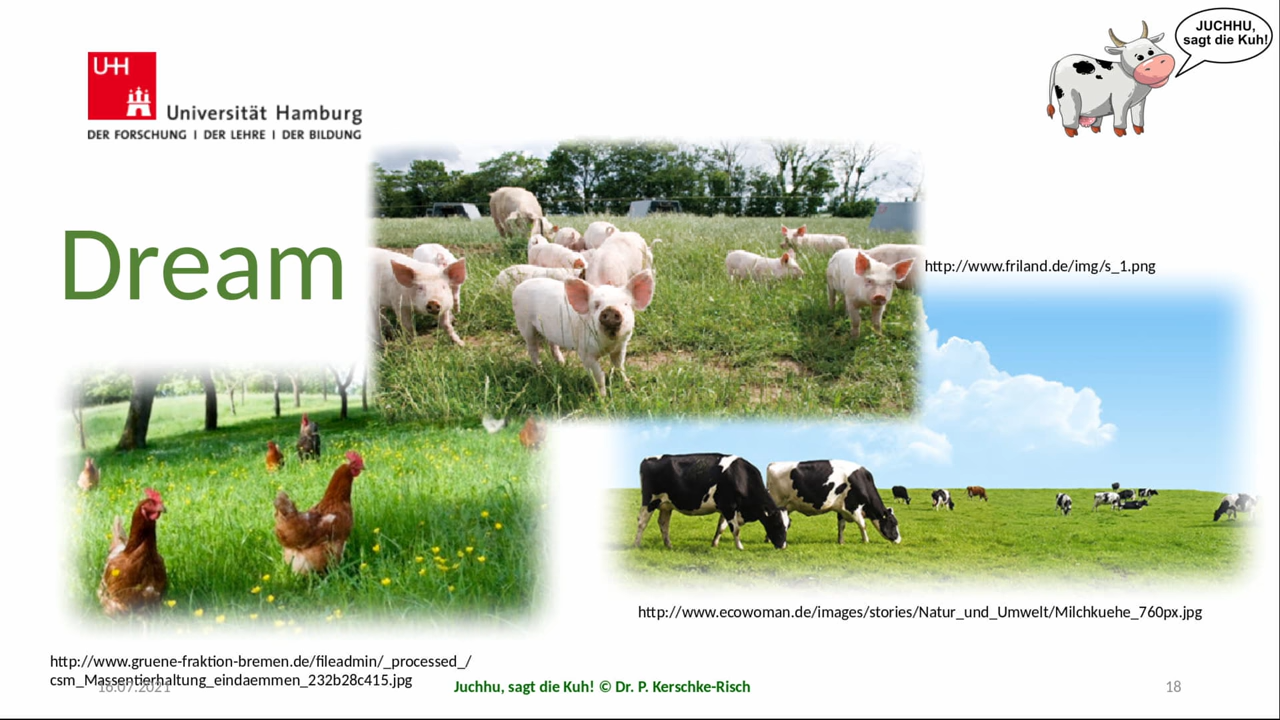 JUCHHU,
sagt die Kuh!
UH
Universität Hamburg
DER FORSCHUNG I DER LEHRE I DER BILDUNG
Dream
http://www.friland.de/img/s_1.png
http://www.ecowoman.de/images/stories/Natur_und_Umwelt/Milchkuehe_760px.jpg
http://www.gruene-fraktion-bremen.de/fileadmin/_processed_/
csm_Massentierhaltung_eindaemmen_232b28c415.jpg
16.07.2021
Juchhu, sagt die Kuh! © Dr. P. Kerschke-Risch
18